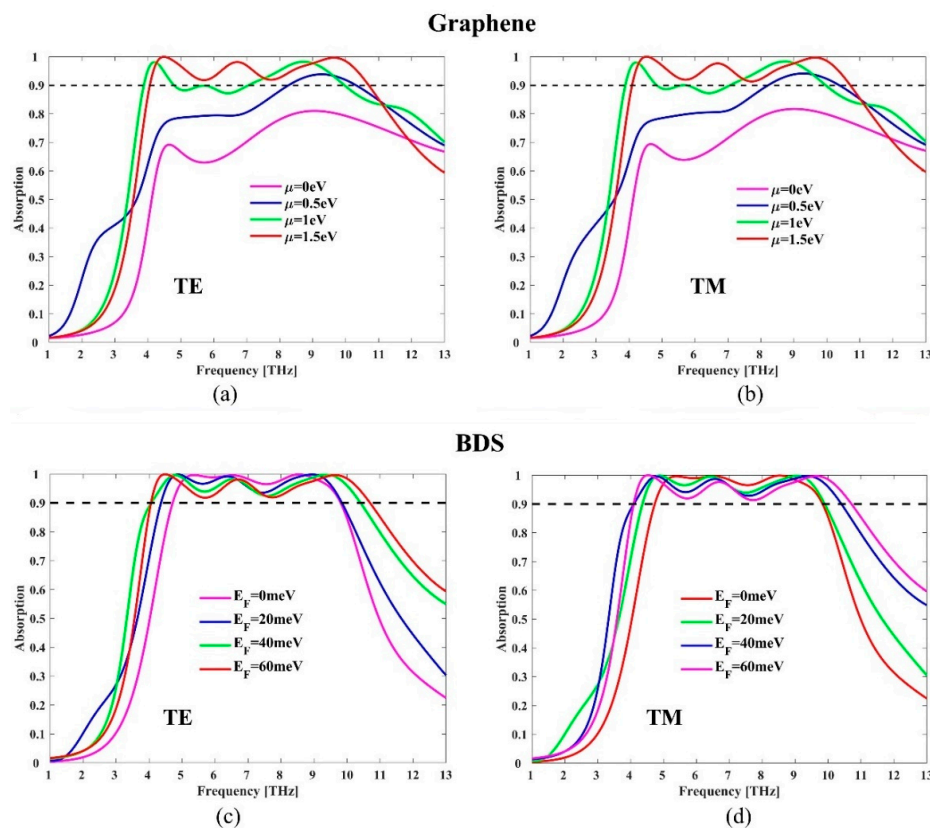 Graphene
1
0.9
0.8
0.7
0.6
0.5
0.4
0.3
0.2
0.1
0
Absorption
μ=0eV
μ=0.5eV
μ=1eV
μ=1.5eV
TE
1 2 3 4 5 6 7 8 9 10 11 12 13
Frequency [THz]
(a)
1
0.9
0.8
0.7
0.6
0.5
0.4
0.3
0.2
0.1
0
Absorption
μ=0eV
μ=0.5eV
μ=1eV
μ=1.5eV
TM
1 2 3 4 5 6 7 8 9 10 11 12 13
Frequency [THz]
(b)
BDS
1
0.9
0.8
0.7
0.6
0.5
0.4
0.3
0.2
0.1
0
Absorption
E_F=0meV
E_F=20meV
E_F=40meV
E_F=60meV
TE
1 2 3 4 5 6 7 8 9 10 11 12 13
Frequency [THz]
(c)
1
0.9
0.8
0.7
0.6
0.5
0.4
0.3
0.2
0.1
0
Absorption
E_F=0meV
E_F=20meV
E_F=40meV
E_F=60meV
TM
1 2 3 4 5 6 7 8 9 10 11 12 13
Frequency [THz]
(d)